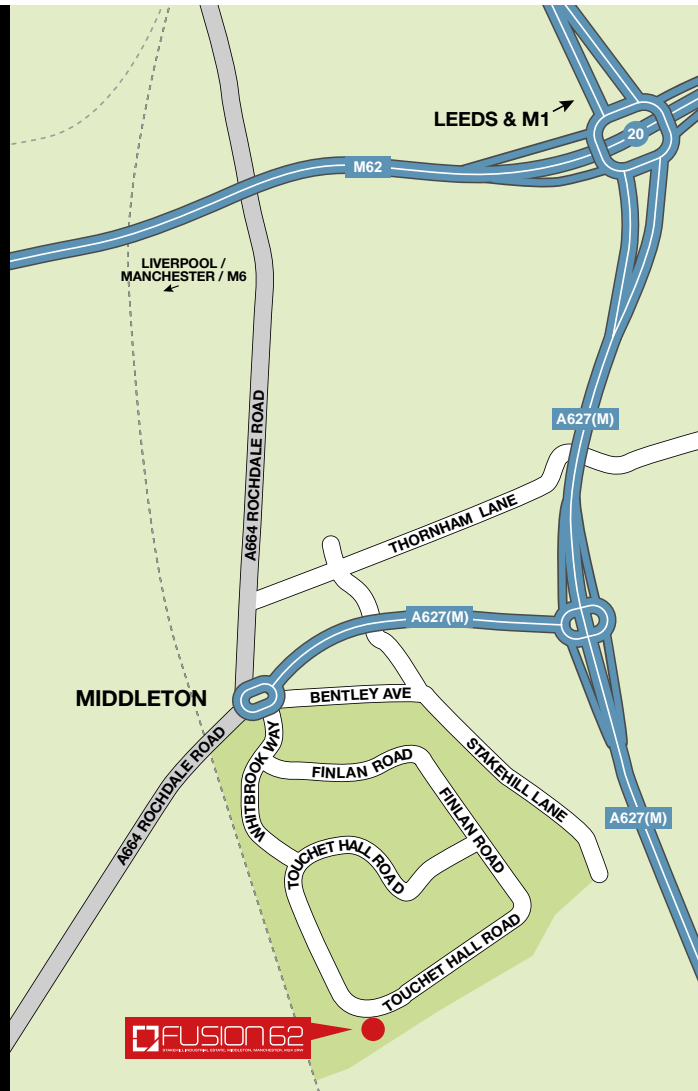 LEEDS & M1
20
M62
LIVERPOOL /
MANCHESTER / M6
A627(M)
A664 ROCHDALE ROAD
THORNHAM LANE
A627(M)
MIDDLETON
BENTLEY AVE
WHITBROOK WAY
FINLAN ROAD
STAKEHILL LANE
A664 ROCHDALE ROAD
FINLAN ROAD
A627(M)
TOUCHET HALL ROAD
TOUCHET HALL ROAD
FUSION 62
STAKEHILL INDUSTRIAL ESTATE, MIDDLETON, MANCHESTER, M24 2RW